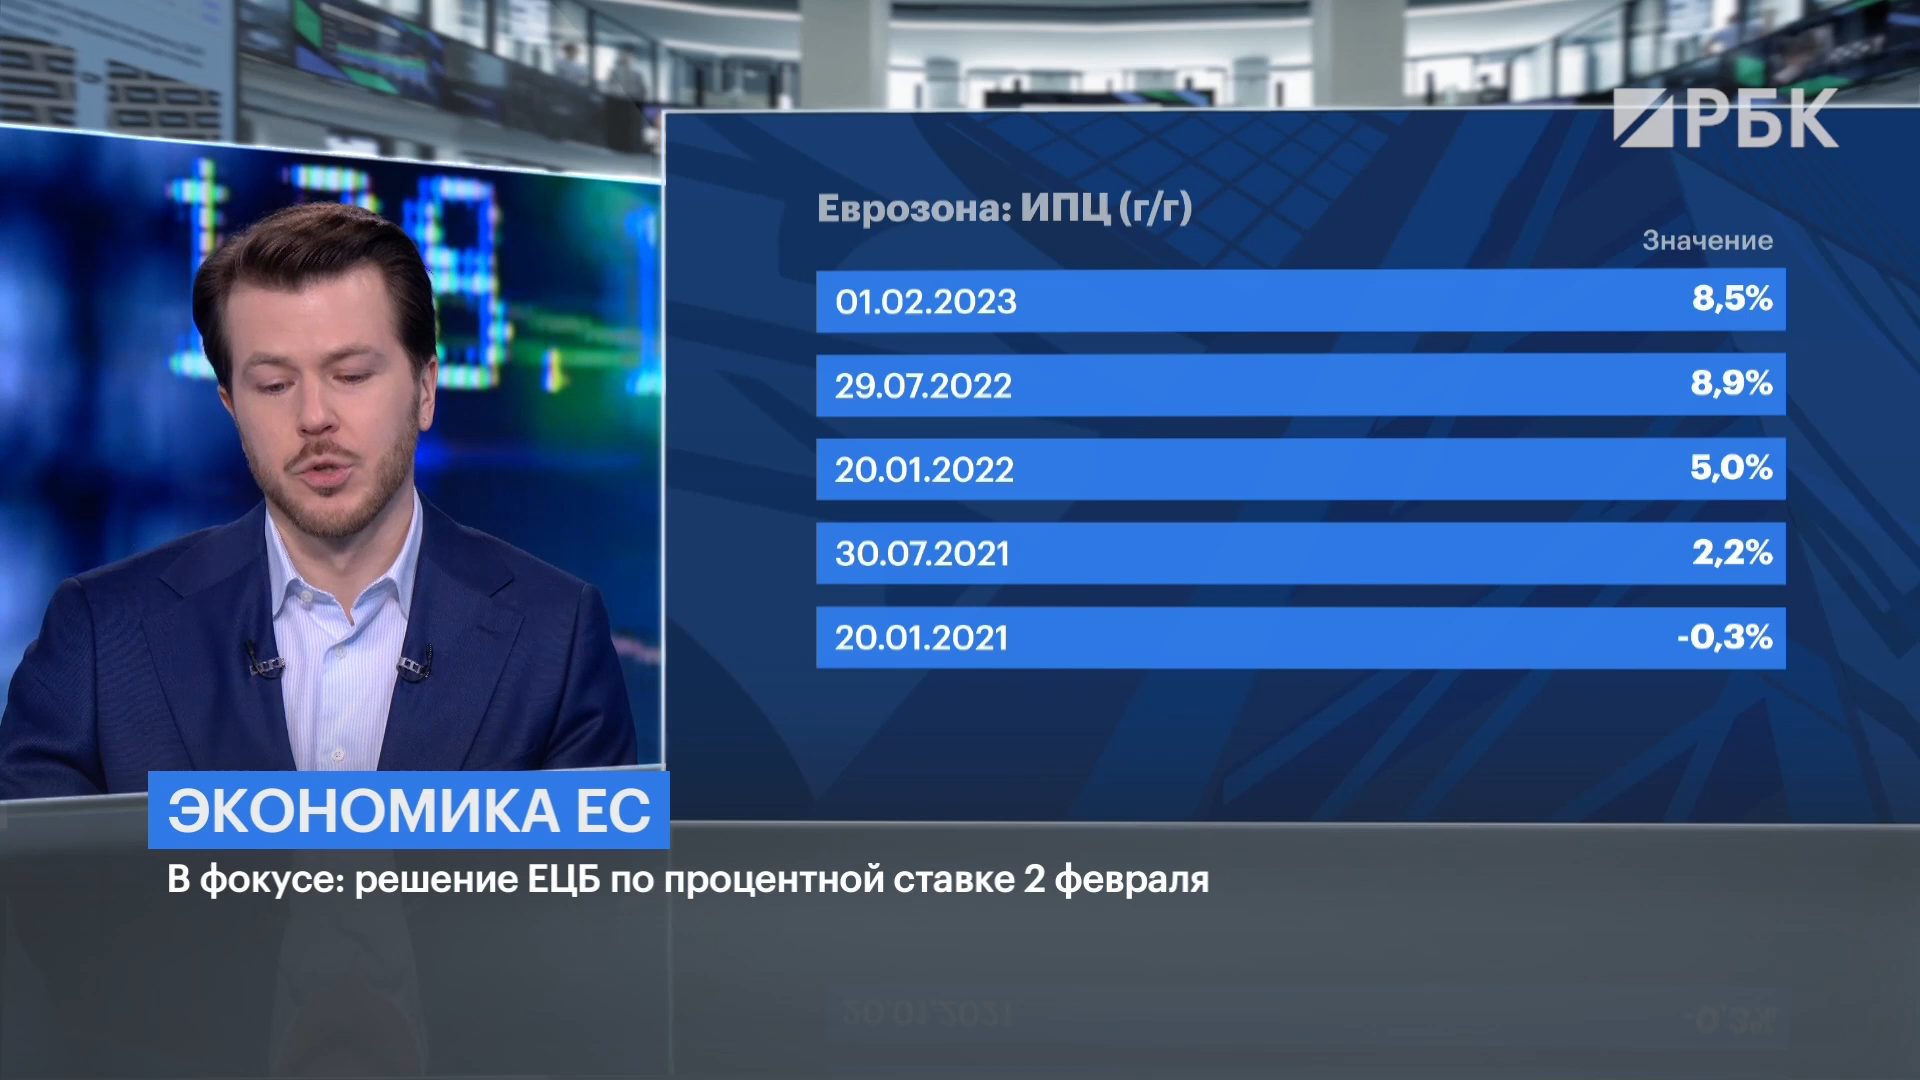 РБК
Еврозона: ИПЦ (г/г)
Значение
01.02.2023 8,5%
29.07.2022 8,9%
20.01.2022 5,0%
30.07.2021 2,2%
20.01.2021 -0,3%
ЭКОНОМИКА ЕС
В фокусе: решение ЕЦБ по процентной ставке 2 февраля